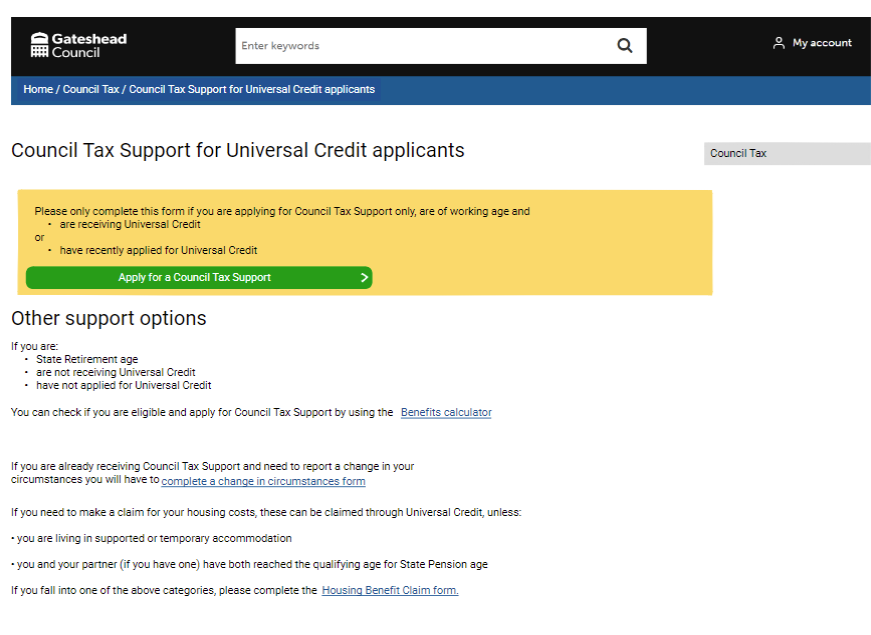 Gateshead
Council
Enter keywords
My account
Home / Council Tax / Council Tax Support for Universal Credit applicants
Council Tax Support for Universal Credit applicants
Council Tax
Please only complete this form if you are applying for Council Tax Support only, are of working age and
• are receiving Universal Credit
or
• have recently applied for Universal Credit
Apply for a Council Tax Support >
Other support options
If you are:
• State Retirement age
• are not receiving Universal Credit
• have not applied for Universal Credit
You can check if you are eligible and apply for Council Tax Support by using the Benefits calculator
If you are already receiving Council Tax Support and need to report a change in your
circumstances you will have to complete a change in circumstances form
If you need to make a claim for your housing costs, these can be claimed through Universal Credit, unless:
• you are living in supported or temporary accommodation
• you and your partner (if you have one) have both reached the qualifying age for State Pension age
If you fall into one of the above categories, please complete the Housing Benefit Claim form.